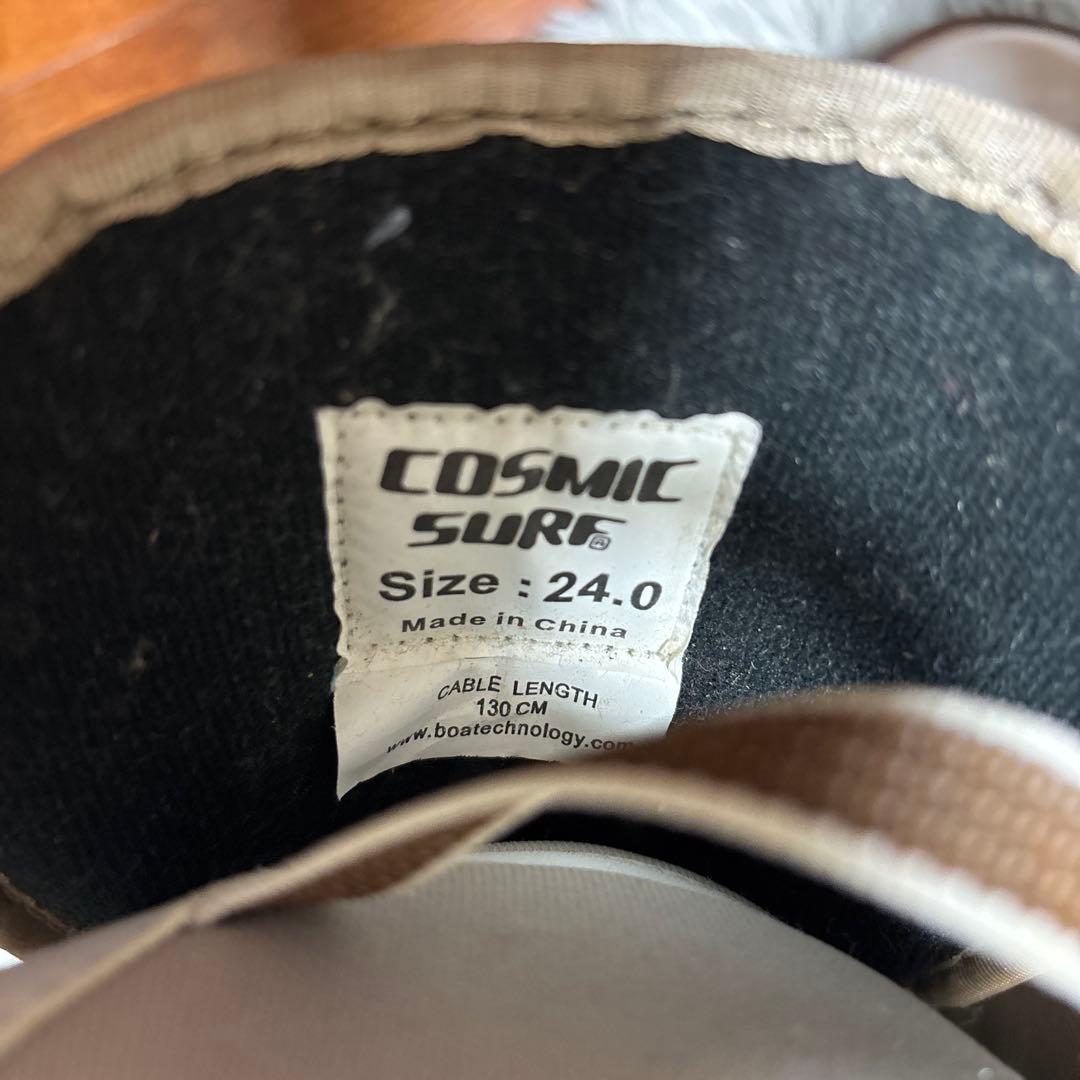 COSMIC
SURF®
Size : 24.0
Made in China
CABLE LENGTH
130 CM
www.boatechnology.com